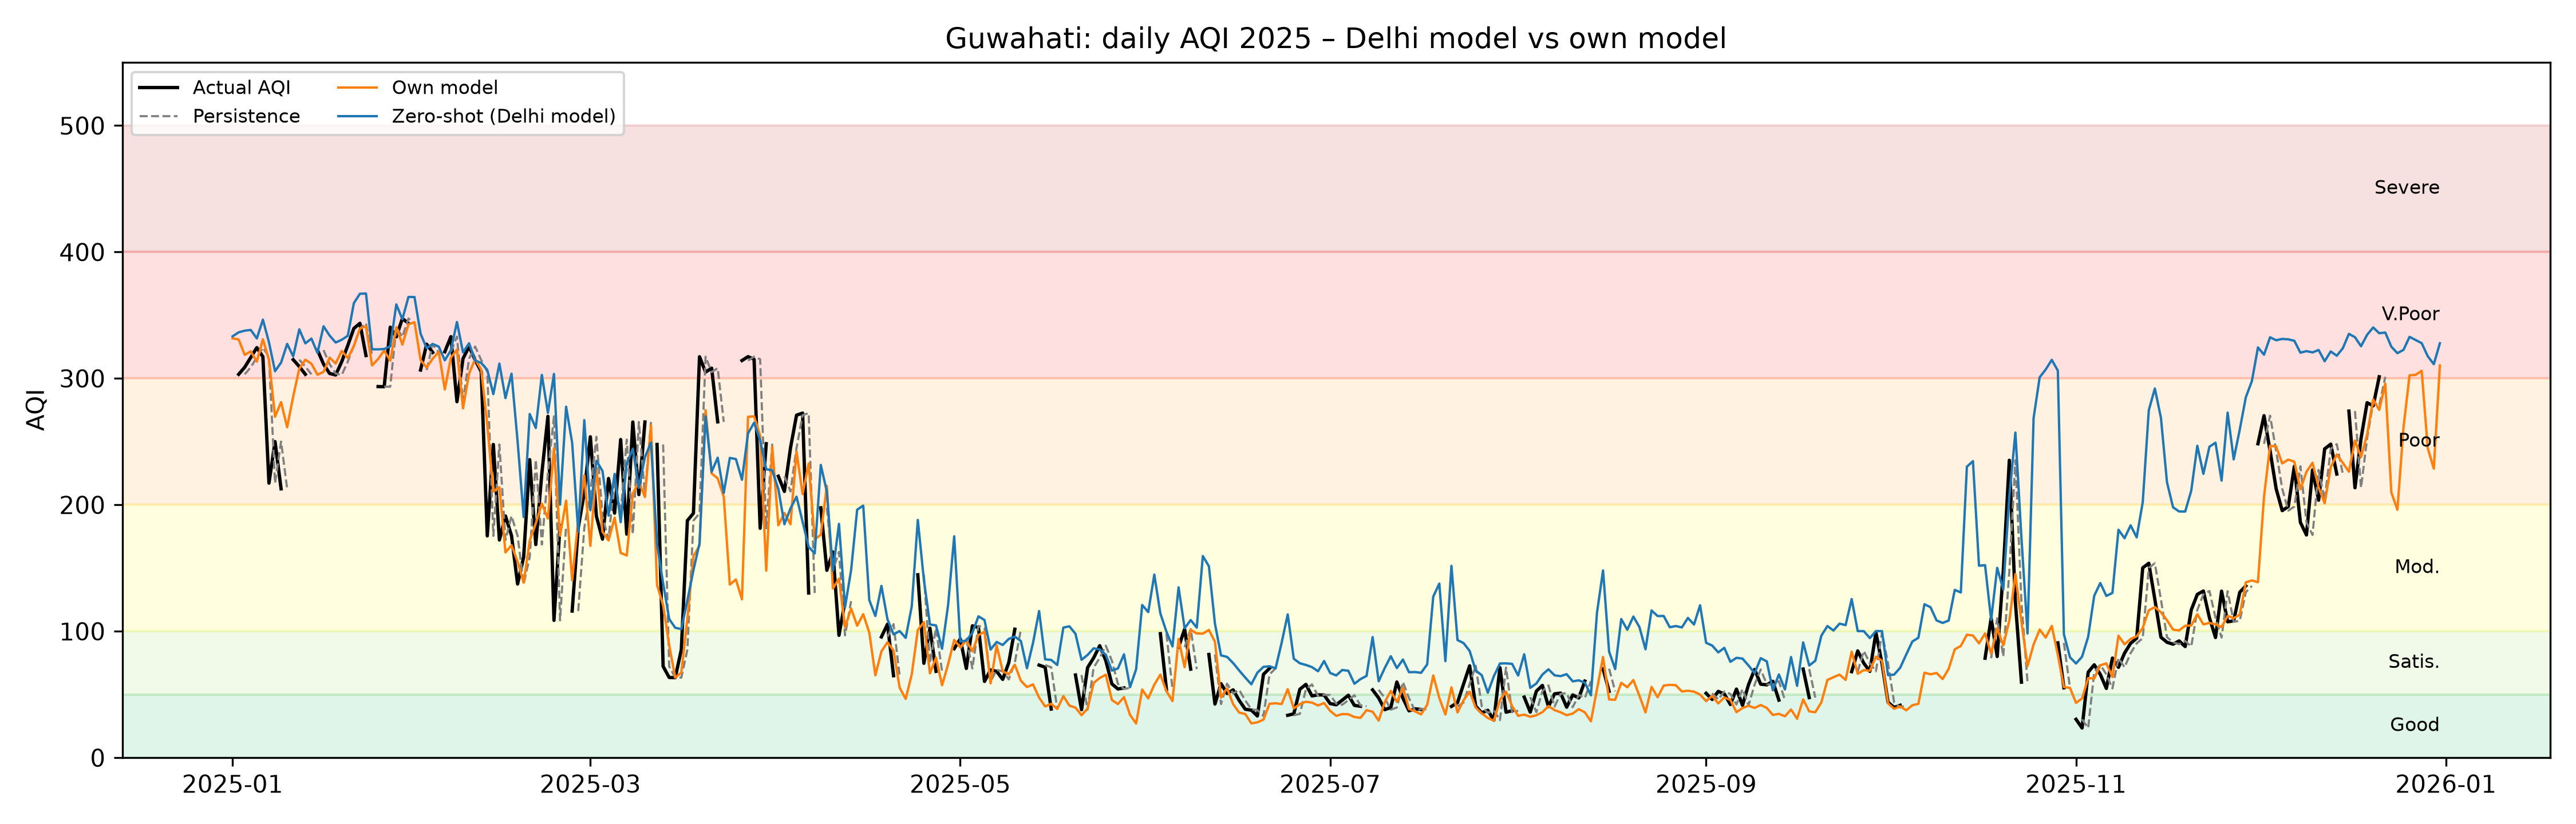 Guwahati: daily AQI 2025 – Delhi model vs own model
Actual AQI
Persistence
Own model
Zero-shot (Delhi model)
AQI
500
400
300
200
100
0
Severe
V.Poor
Poor
Mod.
Satis.
Good
2025-01
2025-03
2025-05
2025-07
2025-09
2025-11
2026-01